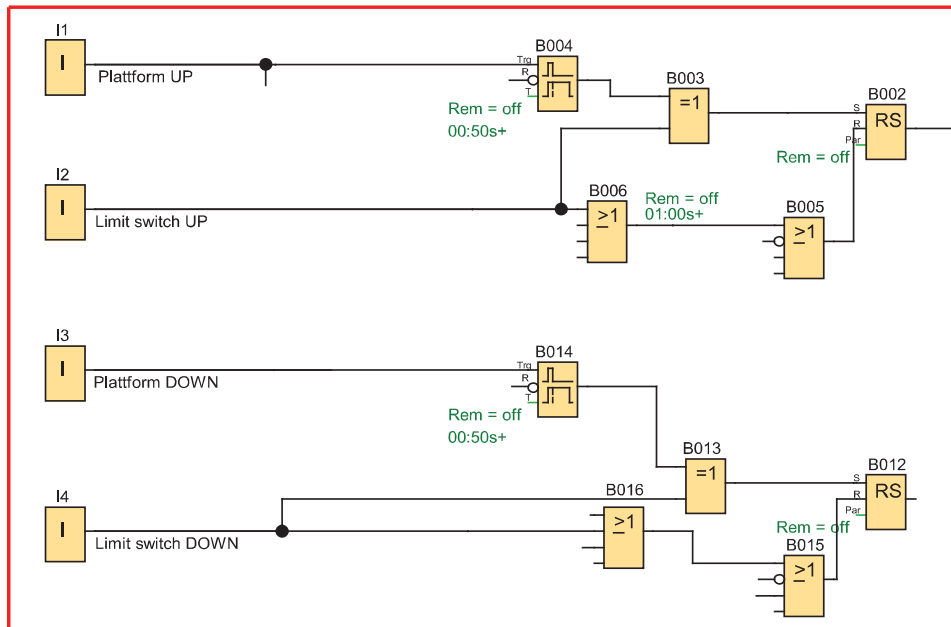 I1
I
Plattform UP
B004
Trg
R
T
Rem = off
00:50s+
B003
=1
B002
S
R
Par
RS
Rem = off
I2
I
Limit switch UP
B006
≥1
Rem = off
01:00s+
B005
≥1
I3
I
Plattform DOWN
B014
Trg
R
T
Rem = off
00:50s+
B013
=1
B012
S
R
Par
RS
Rem = off
I4
I
Limit switch DOWN
B016
≥1
B015
≥1